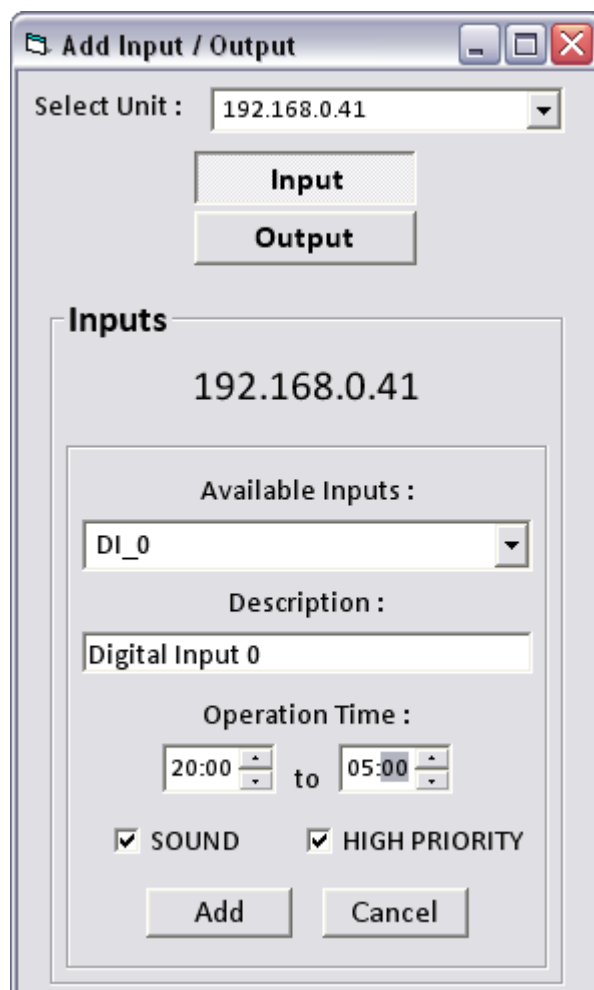 Add Input / Output
Select Unit : 192.168.0.41
Input
Output
Inputs
192.168.0.41
Available Inputs :
DI_0
Description :
Digital Input 0
Operation Time :
20:00 to 05:00
SOUND HIGH PRIORITY
Add Cancel